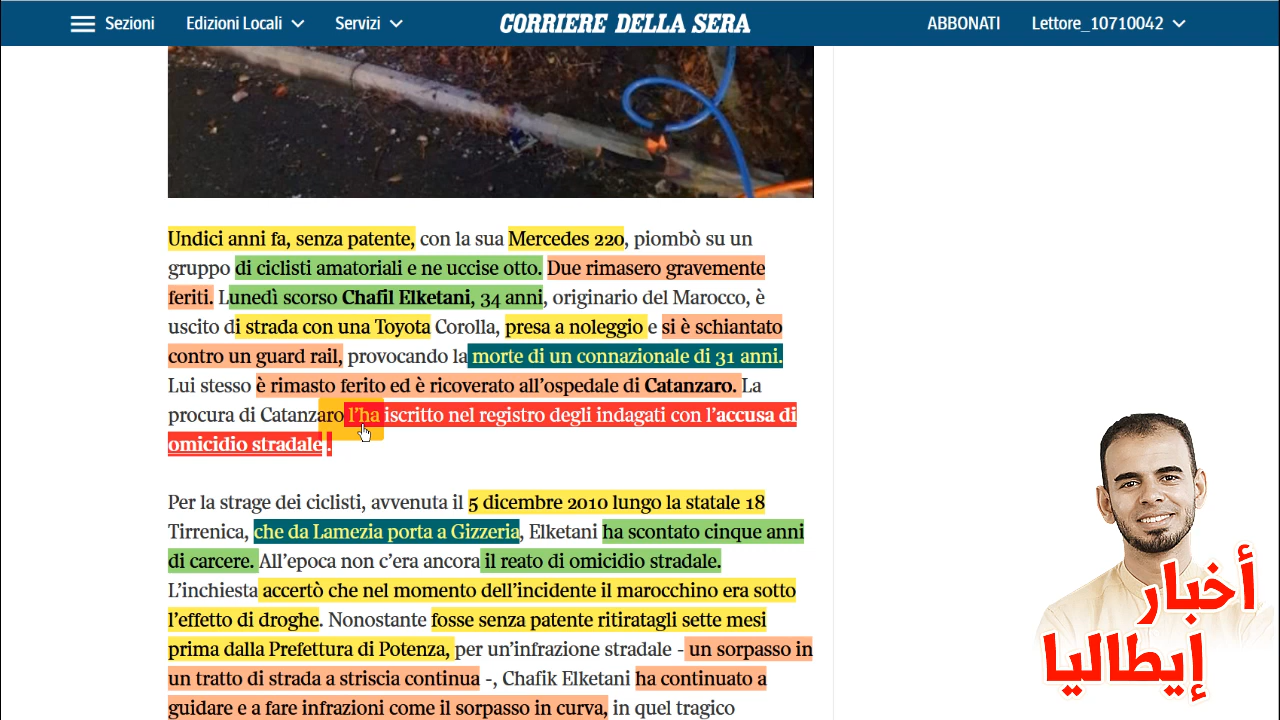 Sezioni Edizioni Locali Servizi CORRIERE DELLA SERA ABBONATI Lettore_10710042
Undici anni fa, senza patente, con la sua Mercedes 220, piombò su un
gruppo di ciclisti amatoriali e ne uccise otto. Due rimasero gravemente
feriti. Lunedì scorso Chafil Elketani, 34 anni, originario del Marocco, è
uscito di strada con una Toyota Corolla, presa a noleggio e si è schiantato
contro un guard rail, provocando la morte di un connazionale di 31 anni.
Lui stesso è rimasto ferito ed è ricoverato all’ospedale di Catanzaro. La
procura di Catanzaro l’ha iscritto nel registro degli indagati con l’accusa di
omicidio stradale .
Per la strage dei ciclisti, avvenuta il 5 dicembre 2010 lungo la statale 18
Tirrenica, che da Lamezia porta a Gizzeria, Elketani ha scontato cinque anni
di carcere. All’epoca non c’era ancora il reato di omicidio stradale.
L’inchiesta accertò che nel momento dell’incidente il marocchino era sotto
l’effetto di droghe. Nonostante fosse senza patente ritiratagli sette mesi
prima dalla Prefettura di Potenza, per un’infrazione stradale - un sorpasso in
un tratto di strada a striscia continua -, Chafik Elketani ha continuato a
guidare e a fare infrazioni come il sorpasso in curva, in quel tragico
أخبار
إيطاليا